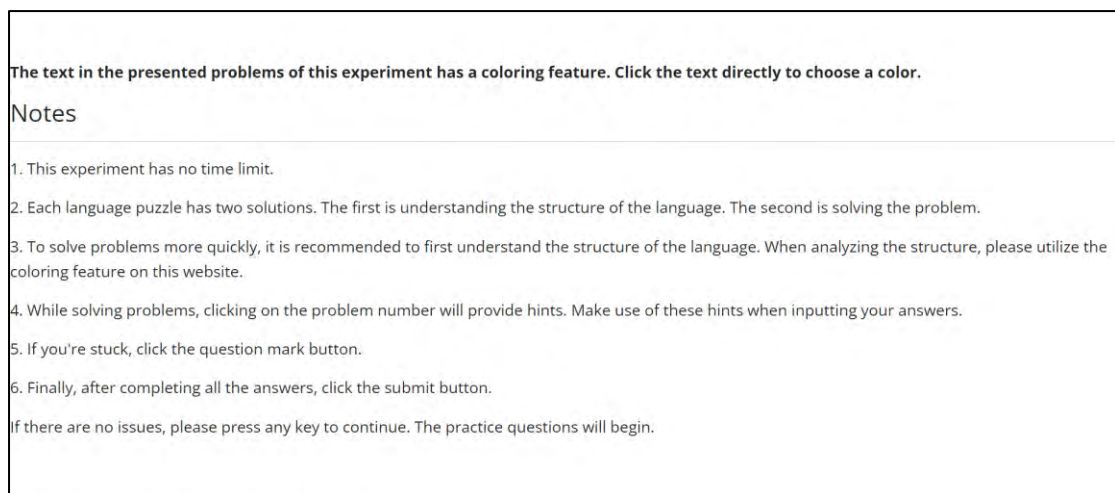 The text in the presented problems of this experiment has a coloring feature. Click the text directly to choose a color.
Notes
1. This experiment has no time limit.
2. Each language puzzle has two solutions. The first is understanding the structure of the language. The second is solving the problem.
3. To solve problems more quickly, it is recommended to first understand the structure of the language. When analyzing the structure, please utilize the
coloring feature on this website.
4. While solving problems, clicking on the problem number will provide hints. Make use of these hints when inputting your answers.
5. If you're stuck, click the question mark button.
6. Finally, after completing all the answers, click the submit button.
If there are no issues, please press any key to continue. The practice questions will begin.